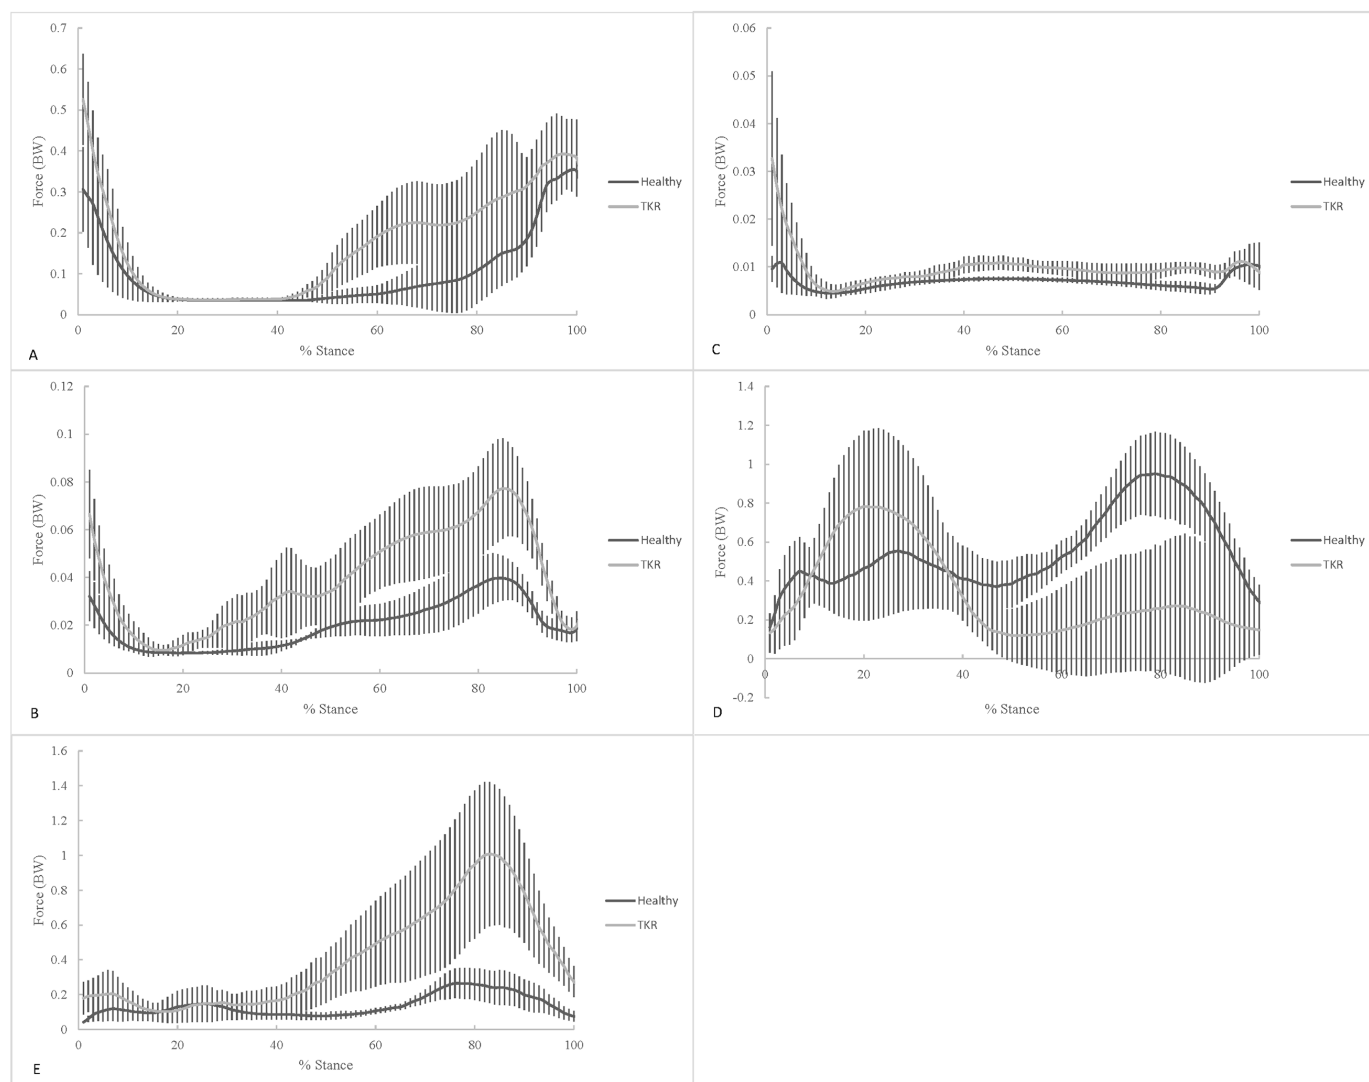 0.7
0.6
0.5
0.4
0.3
0.2
0.1
0
0
20
40
60
80
100
Force (BW)
% Stance
Healthy
TKR
A
0.06
0.05
0.04
0.03
0.02
0.01
0
0
20
40
60
80
100
Force (BW)
% Stance
Healthy
TKR
C
0.12
0.1
0.08
0.06
0.04
0.02
0
0
20
40
60
80
100
Force (BW)
% Stance
Healthy
TKR
B
1.4
1.2
1
0.8
0.6
0.4
0.2
0
-0.2
0
20
40
60
80
100
Force (BW)
% Stance
Healthy
TKR
D
1.6
1.4
1.2
1
0.8
0.6
0.4
0.2
0
0
20
40
60
80
100
Force (BW)
% Stance
Healthy
TKR
E